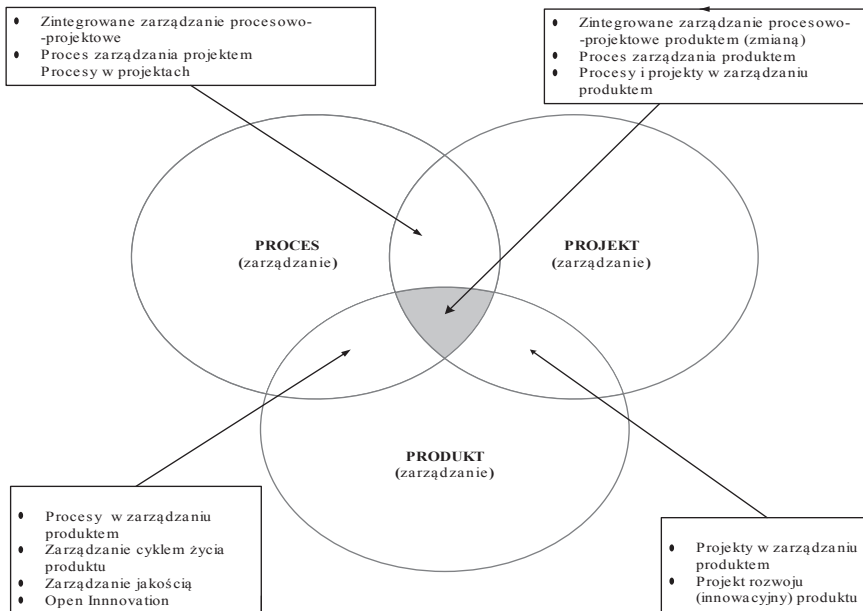 • Zintegrowane zarządzanie procesowo-
-projektowe
• Proces zarządzania projektem
Procesy w projektach
• Zintegrowane zarządzanie procesowo-
-projektowe produktem (zmianą)
• Proces zarządzania produktem
• Procesy i projekty w zarządzaniu
produktem
PROCES
(zarządzanie)
PROJEKT
(zarządzanie)
PRODUKT
(zarządzanie)
• Procesy w zarządzaniu
produktem
• Zarządzanie cyklem życia
produktu
• Zarządzanie jakością
• Open Innnovation
• Projekty w zarządzaniu
produktem
• Projekt rozwoju
(innowacyjny) produktu